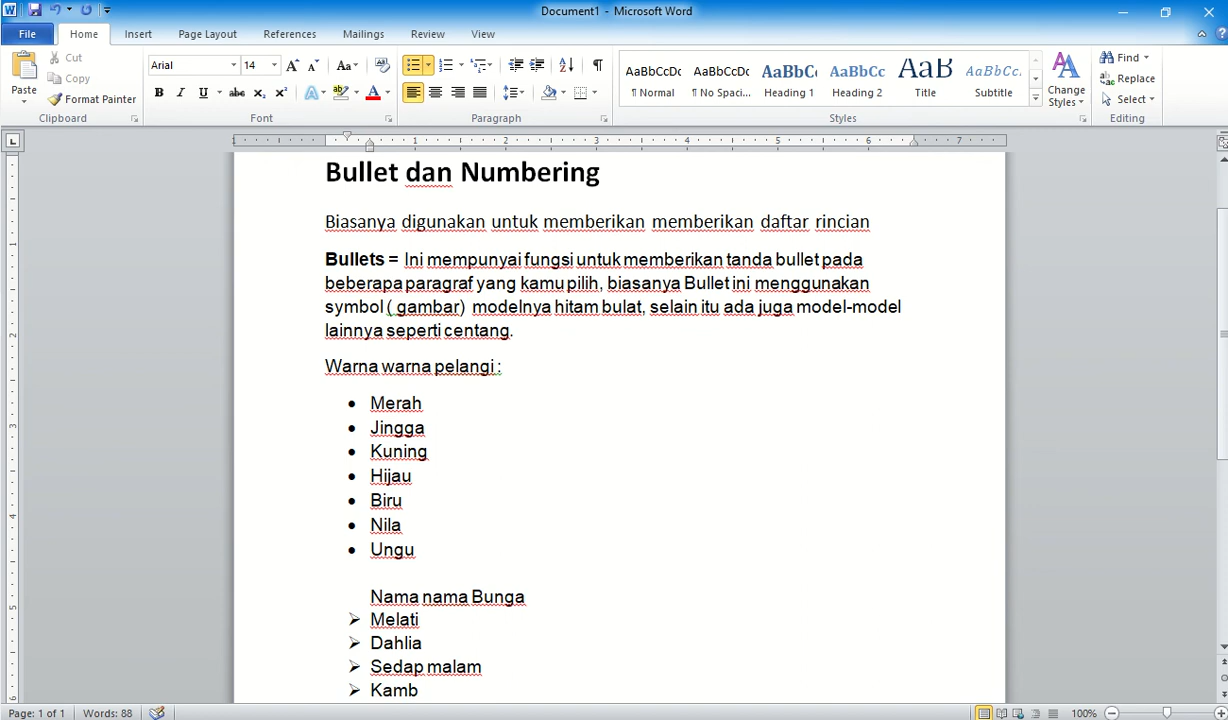 Document1 - Microsoft Word
File Home Insert Page Layout References Mailings Review View
Paste
Cut
Copy
Format Painter
Clipboard
Arial 14
Font
Paragraph
AaBbCcDc AaBbCcDc AaBbC AaBbCc AaB AaBbCc.
¶ Normal ¶ No Spaci... Heading 1 Heading 2 Title Subtitle
Change Styles
Styles
Find
Replace
Select
Editing
Bullet dan Numbering
Biasanya digunakan untuk memberikan memberikan daftar rincian
Bullets = Ini mempunyai fungsi untuk memberikan tanda bullet pada
beberapa paragraf yang kamu pilih, biasanya Bullet ini menggunakan
symbol ( gambar) modelnya hitam bulat, selain itu ada juga model-model
lainnya seperti centang.
Warna warna pelangi :
• Merah
• Jingga
• Kuning
• Hijau
• Biru
• Nila
• Ungu
Nama nama Bunga
➢ Melati
➢ Dahlia
➢ Sedap malam
➢ Kamb
Page: 1 of 1 Words: 88 100%